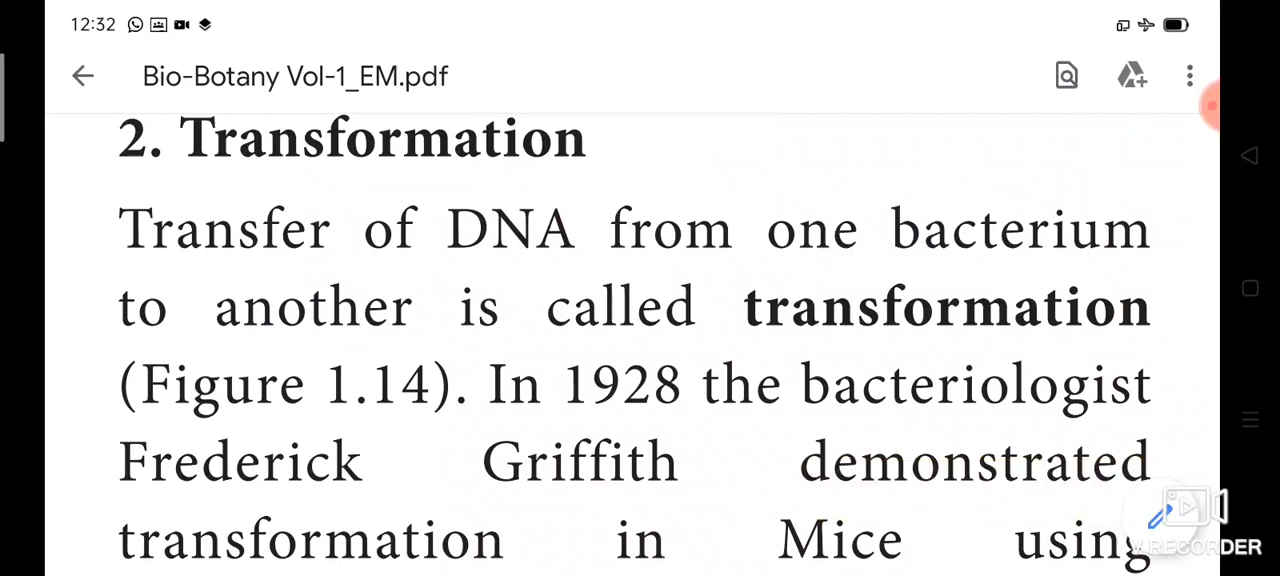 12:32
Bio-Botany Vol-1_EM.pdf
2. Transformation
Transfer of DNA from one bacterium
to another is called transformation
(Figure 1.14). In 1928 the bacteriologist
Frederick Griffith demonstrated
transformation in Mice using
V.RECORDER